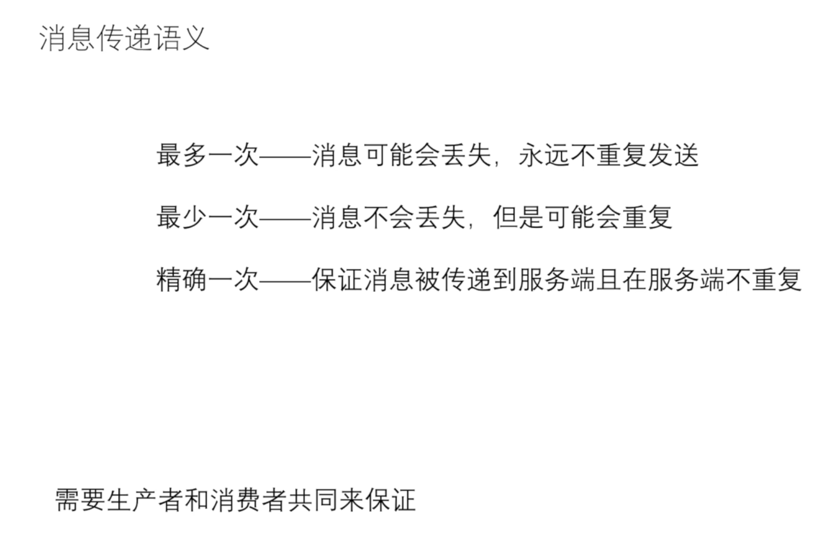 消息传递语义
最多一次——消息可能会丢失，永远不重复发送
最少一次——消息不会丢失，但是可能会重复
精确一次——保证消息被传递到服务端且在服务端不重复
需要生产者和消费者共同来保证